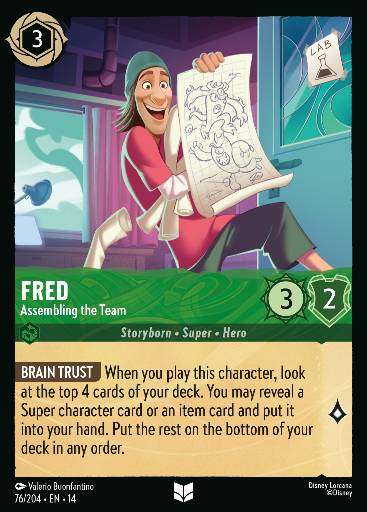 3
LAB
FRED
Assembling the Team
3
2
Storyborn • Super • Hero
BRAIN TRUST When you play this character, look
at the top 4 cards of your deck. You may reveal a
Super character card or an item card and put it
into your hand. Put the rest on the bottom of your
deck in any order.
Valerio Buonfantino
76/204 • EN • 14
Disney Lorcana
©Disney